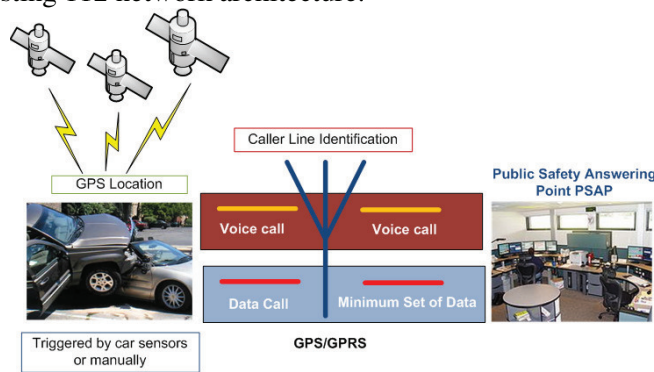 Caller Line Identification
GPS Location
Public Safety Answering
Point PSAP
Voice call
Voice call
Data Call
Minimum Set of Data
Triggered by car sensors
or manually
GPS/GPRS